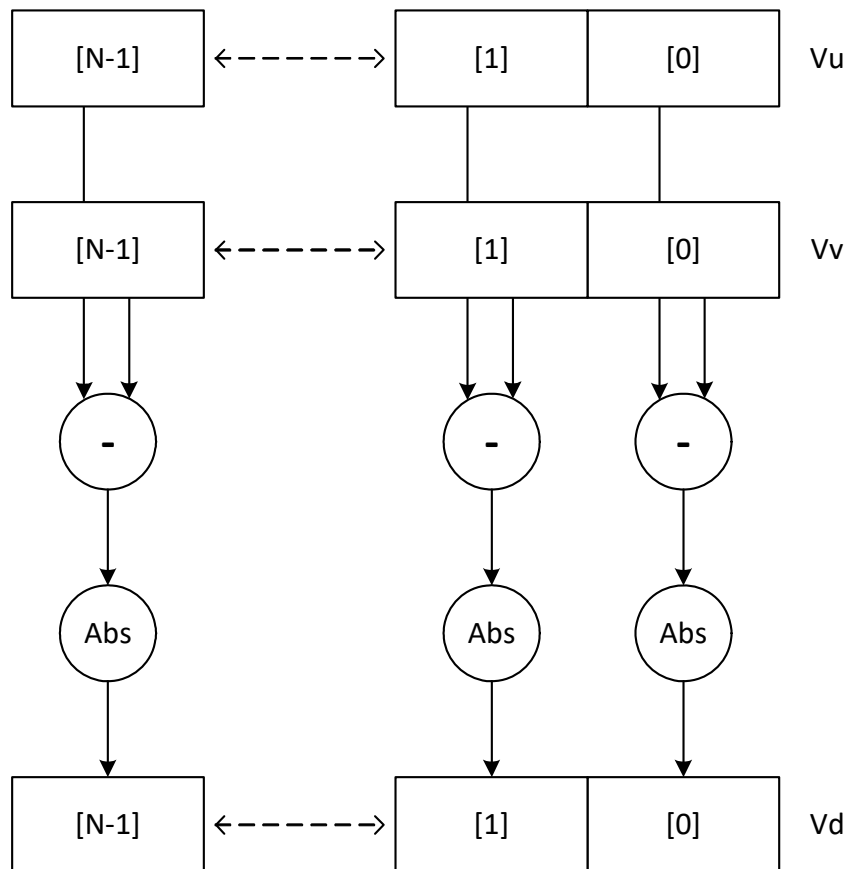 [N-1] [1] [0] Vu
[N-1] [1] [0] Vv
- - -
Abs Abs Abs
[N-1] [1] [0] Vd